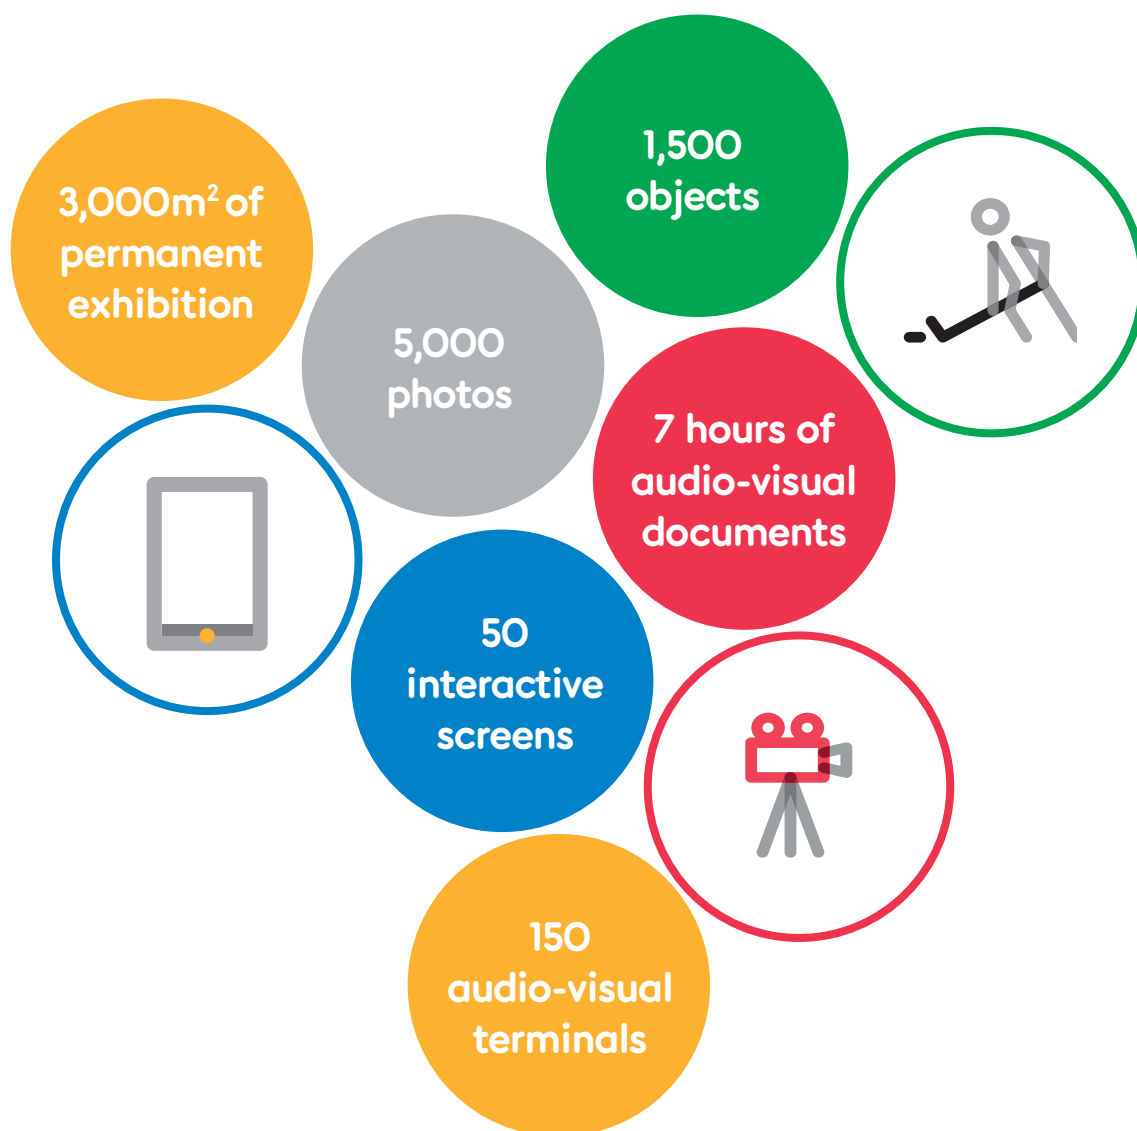 1,500
objects
3,000m² of
permanent
exhibition
5,000
photos
7 hours of
audio-visual
documents
50
interactive
screens
150
audio-visual
terminals